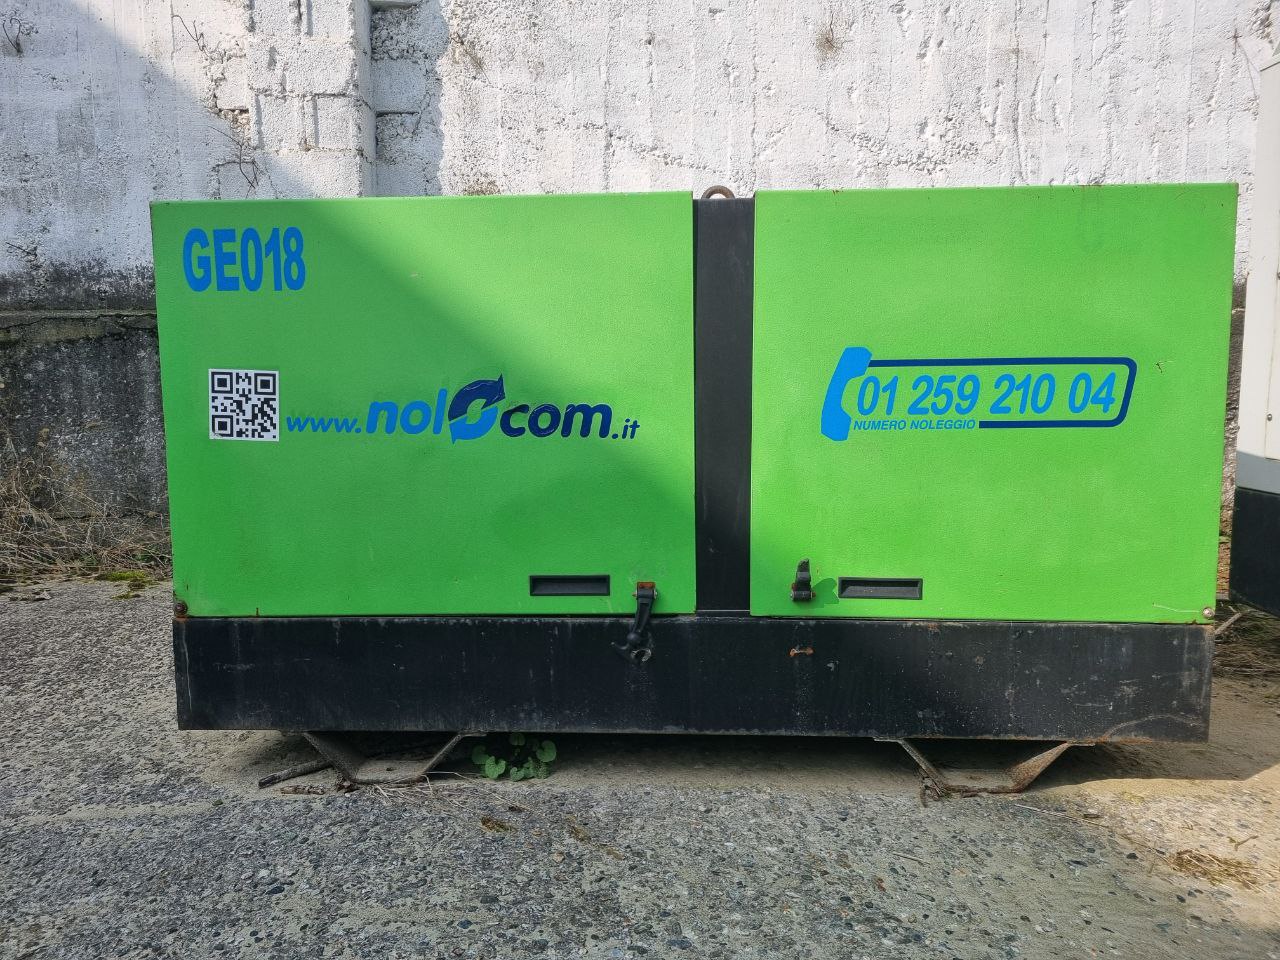 GE018
www.nolocom.it
01 259 210 04
NUMERO NOLEGGIO